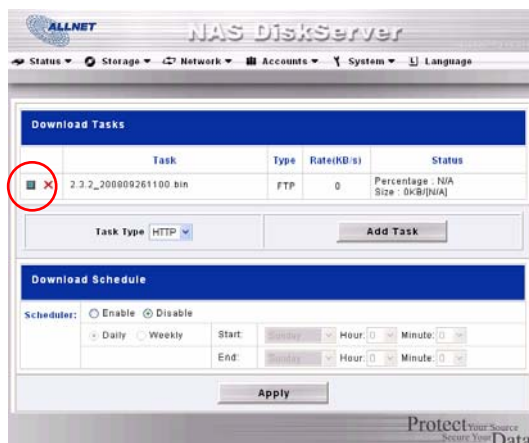 ALLNET
NAS DiskServer
Status Storage Network Accounts System Language
Download Tasks
Task Type Rate(KB/s) Status
2.3.2_200809261100.bin FTP 0 Percentage : N/A
Size : 0KB/[N/A]
Task Type HTTP Add Task
Download Schedule
Scheduler: Enable Disable
Daily Weekly Start: Sunday Hour: 0 Minute: 0
End: Sunday Hour: 0 Minute: 0
Apply
Protect Your Source
Secure Your Data